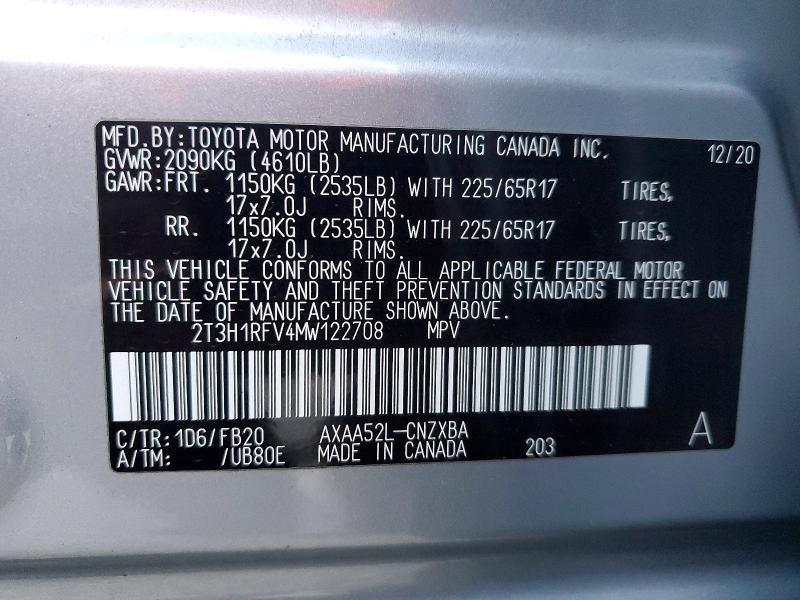 MFD.BY:TOYOTA MOTOR MANUFACTURING CANADA INC. 12/20
GVWR:2090KG (4610LB)
GAWR:FRT. 1150KG (2535LB) WITH 225/65R17 TIRES,
17x7.0J RIMS.
RR. 1150KG (2535LB) WITH 225/65R17 TIRES,
17x7.0J RIMS.
THIS VEHICLE CONFORMS TO ALL APPLICABLE FEDERAL MOTOR
VEHICLE SAFETY AND THEFT PREVENTION STANDARDS IN EFFECT ON
THE DATE OF MANUFACTURE SHOWN ABOVE.
2T3H1RFV4MW122708 MPV
C/TR:1D6/FB20 AXAA52L-CNZXBA A
A/TM: /UB80E MADE IN CANADA 203